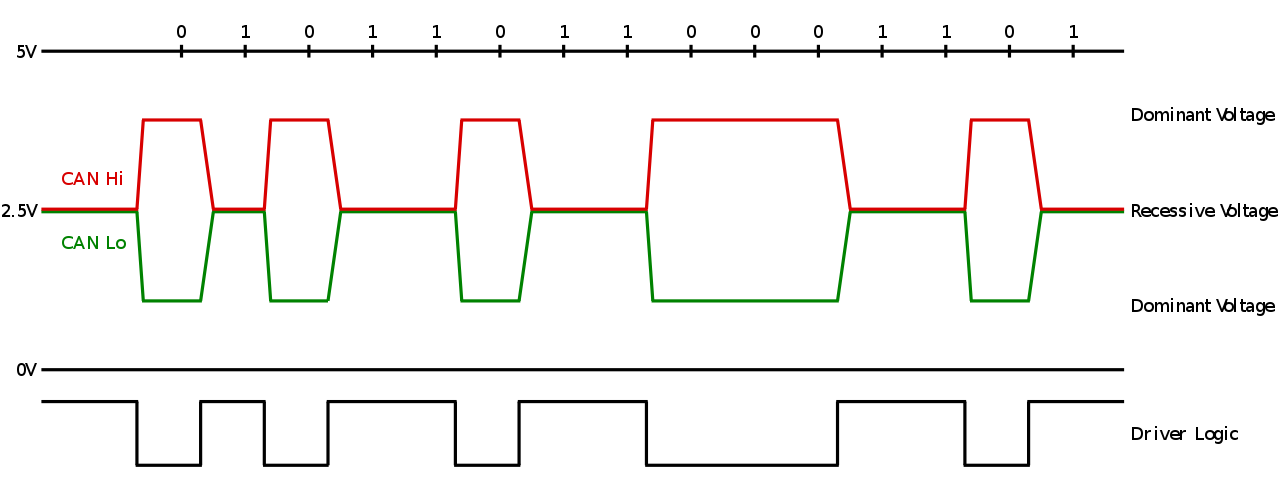 0 1 0 1 1 0 1 1 0 0 0 1 1 0 1
5V
Dominant Voltage
CAN Hi
2.5V
Recessive Voltage
CAN Lo
Dominant Voltage
0V
Driver Logic